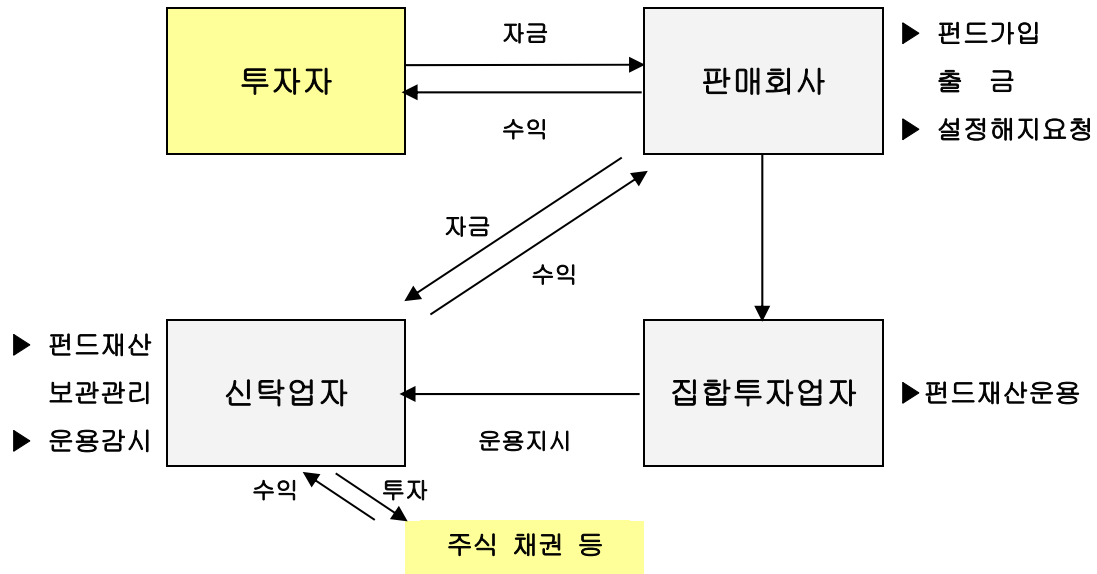 자금
투자자
판매회사
▶ 펀드가입
출 금
수익
▶ 설정해지요청
자금
수익
▶ 펀드재산
보관관리
▶ 운용감시
신탁업자
집합투자업자
▶펀드재산운용
운용지시
수익
투자
주식 채권 등